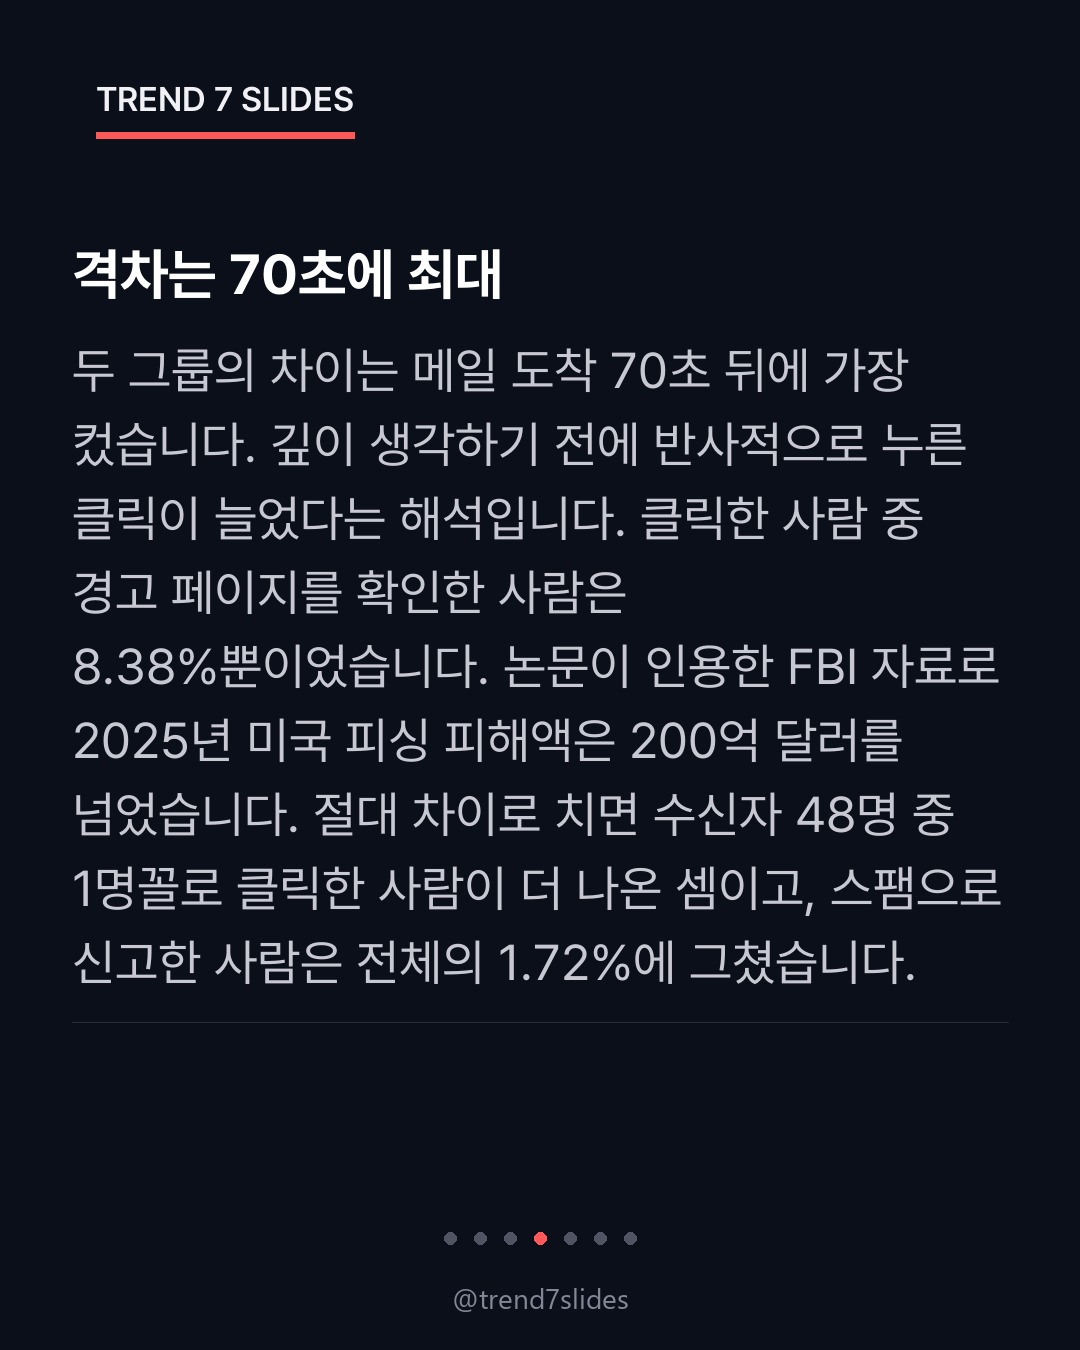 TREND 7 SLIDES
격차는 70초에 최대
두 그룹의 차이는 메일 도착 70초 뒤에 가장
컸습니다. 깊이 생각하기 전에 반사적으로 누른
클릭이 늘었다는 해석입니다. 클릭한 사람 중
경고 페이지를 확인한 사람은
8.38%뿐이었습니다. 논문이 인용한 FBI 자료로
2025년 미국 피싱 피해액은 200억 달러를
넘었습니다. 절대 차이로 치면 수신자 48명 중
1명꼴로 클릭한 사람이 더 나온 셈이고, 스팸으로
신고한 사람은 전체의 1.72%에 그쳤습니다.
@trend7slides